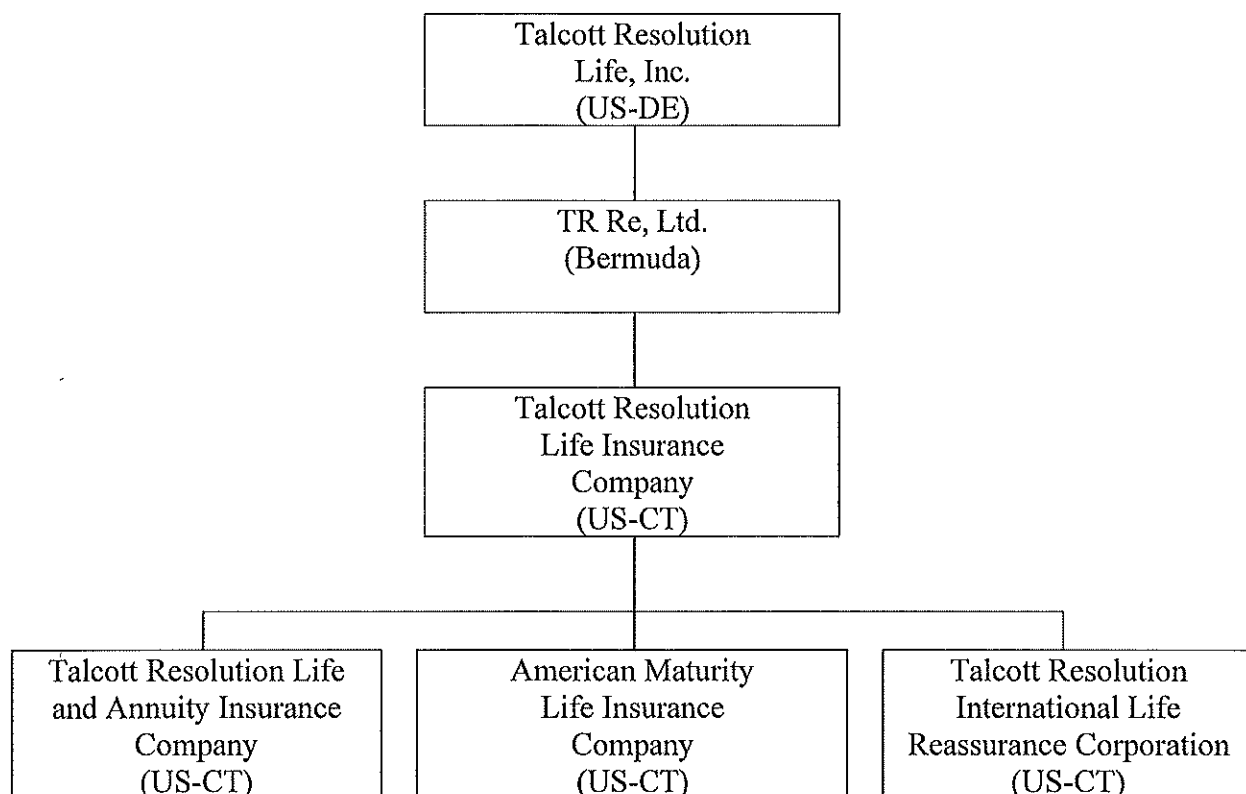 Talcott Resolution
Life, Inc.
(US-DE)
TR Re, Ltd.
(Bermuda)
Talcott Resolution
Life Insurance
Company
(US-CT)
Talcott Resolution Life
and Annuity Insurance
Company
(US-CT)
American Maturity
Life Insurance
Company
(US-CT)
Talcott Resolution
International Life
Reassurance Corporation
(US-CT)